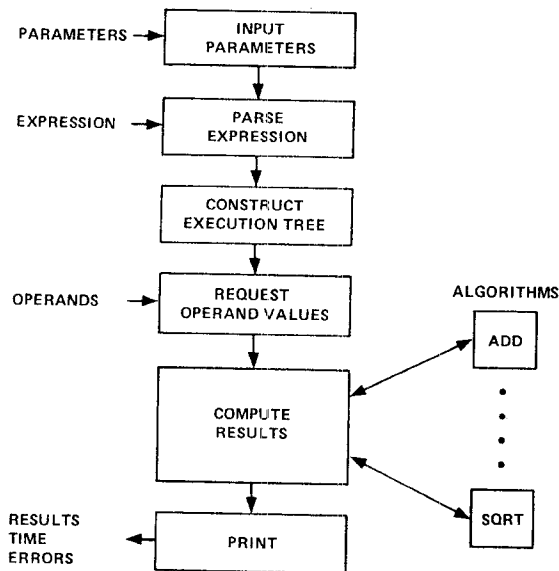 PARAMETERS
INPUT
PARAMETERS
EXPRESSION
PARSE
EXPRESSION
CONSTRUCT
EXECUTION TREE
OPERANDS
REQUEST
OPERAND VALUES
ALGORITHMS
ADD
COMPUTE
RESULTS
SQRT
RESULTS
TIME
ERRORS
PRINT